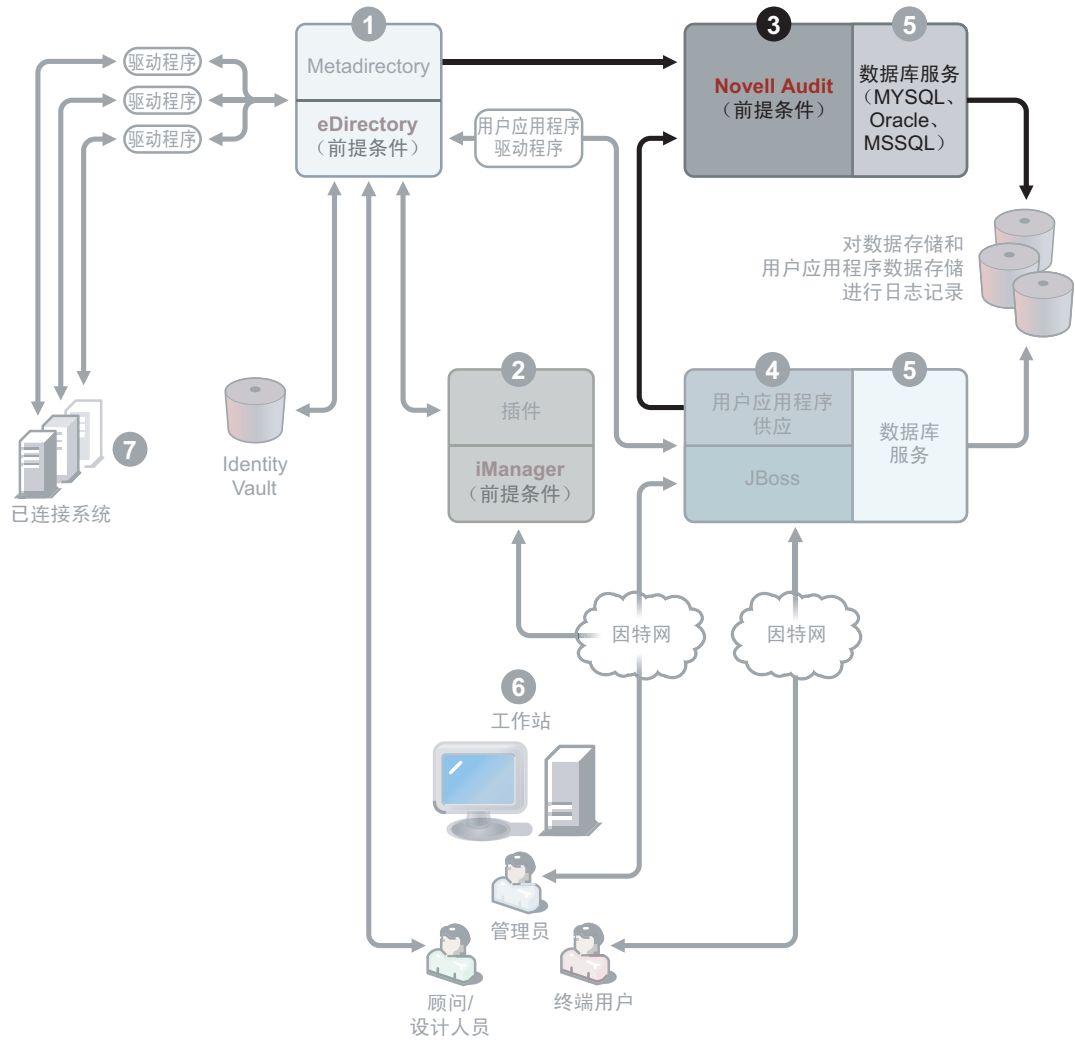 1
3
5
驱动程序
驱动程序
驱动程序
Metadirectory
eDirectory
（前提条件）
用户应用程序
驱动程序
Novell Audit
（前提条件）
数据库服务
（MYSQL、
Oracle、
MSSQL）
对数据存储和
用户应用程序数据存储
进行日志记录
2
4
5
插件
iManager
（前提条件）
用户应用程序
供应
JBoss
数据库
服务
7
已连接系统
Identity
Vault
因特网
因特网
6
工作站
管理员
顾问/
设计人员
终端用户